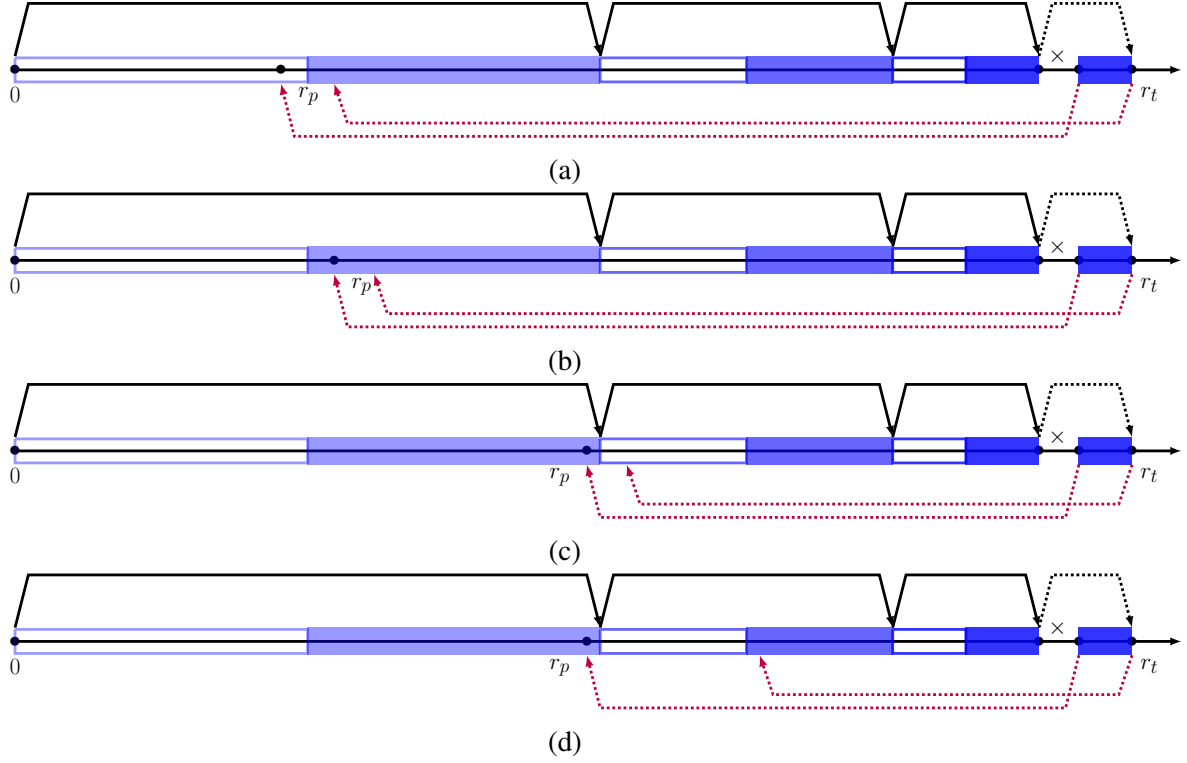 ×
0 r_p r_t
(a)
×
0 r_p r_t
(b)
×
0 r_p r_t
(c)
×
0 r_p r_t
(d)